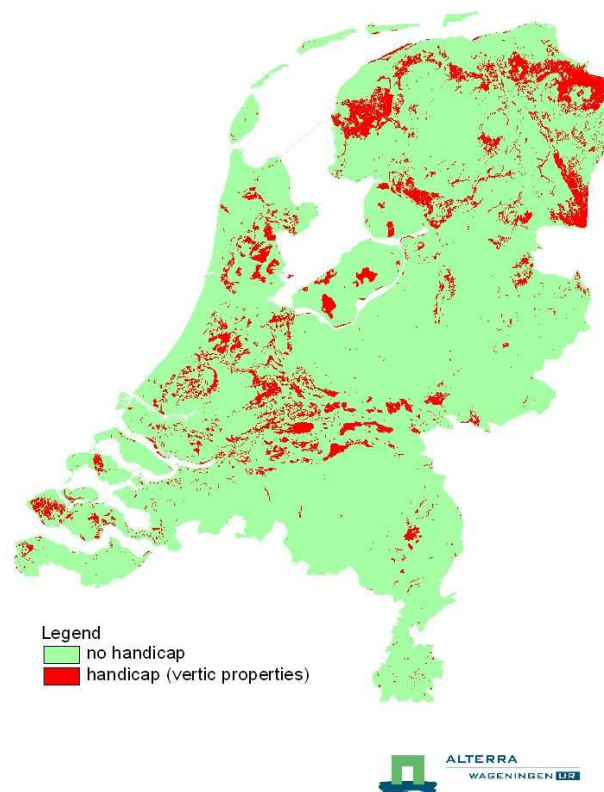 Legend
no handicap
handicap (vertic properties)
ALTERRA
WAGENINGEN UR